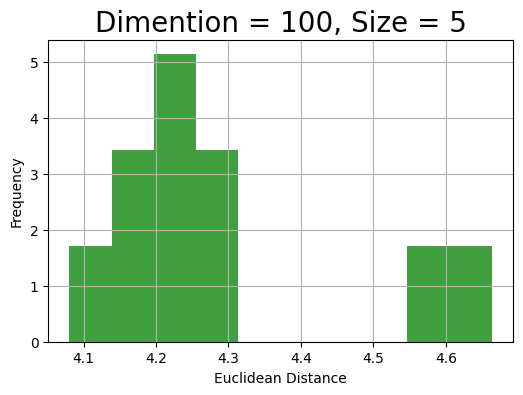 Dimention = 100, Size = 5
5
4
3
2
1
0
Frequency
4.1 4.2 4.3 4.4 4.5 4.6
Euclidean Distance